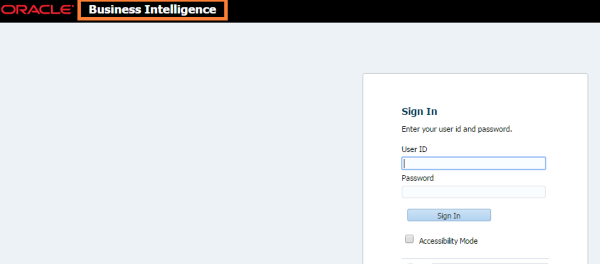 ORACLE Business Intelligence
Sign In
Enter your user id and password.
User ID
Password
Sign In
Accessibility Mode